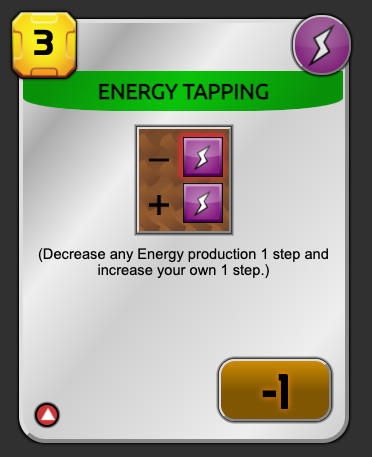 3
ENERGY TAPPING
-
+
(Decrease any Energy production 1 step and
increase your own 1 step.)
-1